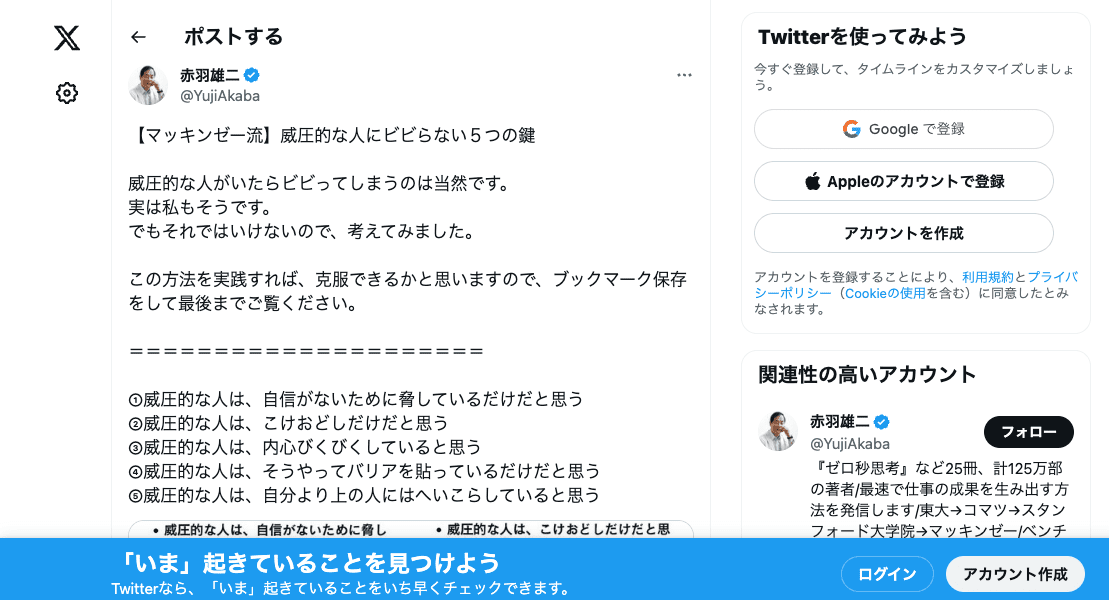 ポストする
赤羽雄二
@YujiAkaba
【マッキンゼー流】威圧的な人にビビらない５つの鍵
威圧的な人がいたらビビってしまうのは当然です。
実は私もそうです。
でもそれではいけないので、考えてみました。
この方法を実践すれば、克服できるかと思いますので、ブックマーク保存
をして最後までご覧ください。
＝＝＝＝＝＝＝＝＝＝＝＝＝＝＝＝＝＝＝＝＝
①威圧的な人は、自信がないために脅しているだけだと思う
②威圧的な人は、こけおどしだけだと思う
③威圧的な人は、内心びくびくしていると思う
④威圧的な人は、そうやってバリアを貼っているだけだと思う
⑤威圧的な人は、自分より上の人にはへいこらしていると思う
• 威圧的な人は、自信がないために脅し
• 威圧的な人は、こけおどしだけだと思
Twitterを使ってみよう
今すぐ登録して、タイムラインをカスタマイズしましょ
う。
Google で登録
Appleのアカウントで登録
アカウントを作成
アカウントを登録することにより、利用規約とプライバ
シーポリシー（Cookieの使用を含む）に同意したとみ
なされます。
関連性の高いアカウント
赤羽雄二
@YujiAkaba
フォロー
『ゼロ秒思考』など25冊、計125万部
の著者/最速で仕事の成果を生み出す方
法を発信します/東大→コマツ→スタン
フォード大学院→マッキンゼー/ベンチ
「いま」起きていることを見つけよう
Twitterなら、「いま」起きていることをいち早くチェックできます。
ログイン
アカウント作成